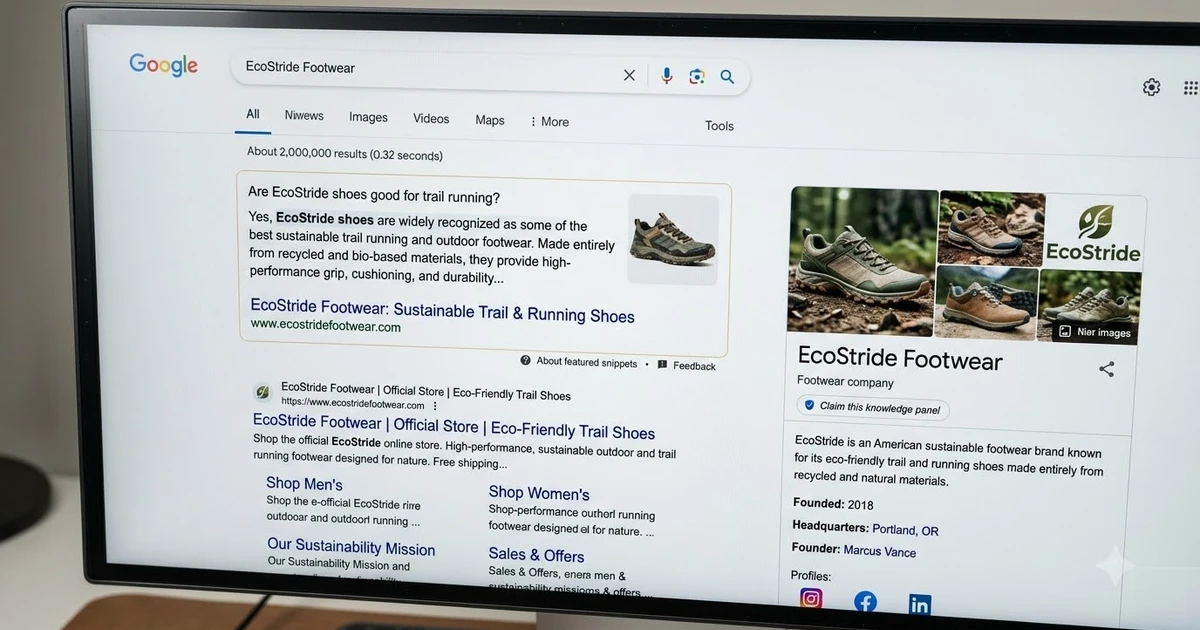 Google
EcoStride Footwear
All
Niwews
Images
Videos
Maps
More
Tools
About 2,000,000 results (0.32 seconds)
Are EcoStride shoes good for trail running?
Yes, EcoStride shoes are widely recognized as some of the
best sustainable trail running and outdoor footwear. Made entirely
from recycled and bio-based materials, they provide high-
performance grip, cushioning, and durability...
EcoStride Footwear: Sustainable Trail & Running Shoes
www.ecostridefootwear.com
About featured snippets • Feedback
EcoStride Footwear | Official Store | Eco-Friendly Trail Shoes
https://www.ecostridefootwear.com
EcoStride Footwear | Official Store | Eco-Friendly Trail Shoes
Shop the official EcoStride online store. High-performance, sustainable outdoor and trail
running footwear designed for nature. Free shipping...
Shop Men's
Shop the e-official EcoStride rire
outdooar and outdoorl running ...
Shop Women's
Shop-performance outhorl running
footwear designed el for nature. ...
Our Sustainability Mission
Our Sustainability Mission and
Sales & Offers
Sales & Offers, enera men &
sustainability missioms & offers...
EcoStride
Niør images
EcoStride Footwear
Footwear company
Claim this knowledge panel
EcoStride is an American sustainable footwear brand known
for its eco-friendly trail and running shoes made entirely from
recycled and natural materials.
Founded: 2018
Headquarters: Portland, OR
Founder: Marcus Vance
Profiles:
in